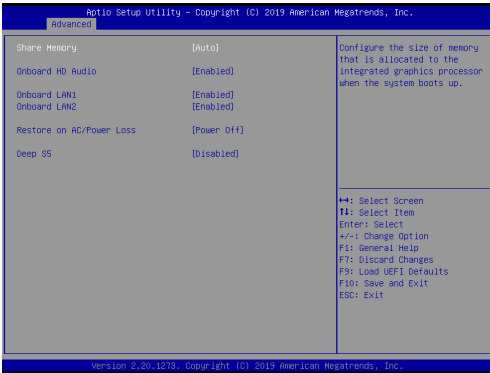 Aptio Setup Utility – Copyright (C) 2019 American Megatrends, Inc.
Advanced
Share Memory [Auto]
Onboard HD Audio [Enabled]
Onboard LAN1 [Enabled]
Onboard LAN2 [Enabled]
Restore on AC/Power Loss [Power Off]
Deep S5 [Disabled]
Configure the size of memory
that is allocated to the
integrated graphics processor
when the system boots up.
↔: Select Screen
↑↓: Select Item
Enter: Select
+/-: Change Option
F1: General Help
F7: Discard Changes
F9: Load UEFI Defaults
F10: Save and Exit
ESC: Exit
Version 2.20.1273. Copyright (C) 2019 American Megatrends, Inc.